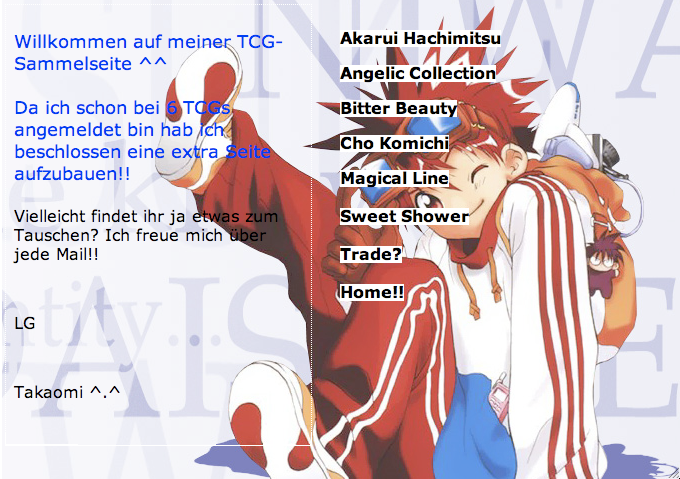 Willkommen auf meiner TCG-
Sammelseite ^^
Da ich schon bei 6 TCGs
angemeldet bin hab ich
beschlossen eine extra Seite
aufzubauen!!
Vielleicht findet ihr ja etwas zum
Tauschen? Ich freue mich über
jede Mail!!
LG
Takaomi ^.^
Akarui Hachimitsu
Angelic Collection
Bitter Beauty
Cho Komichi
Magical Line
Sweet Shower
Trade?
Home!!